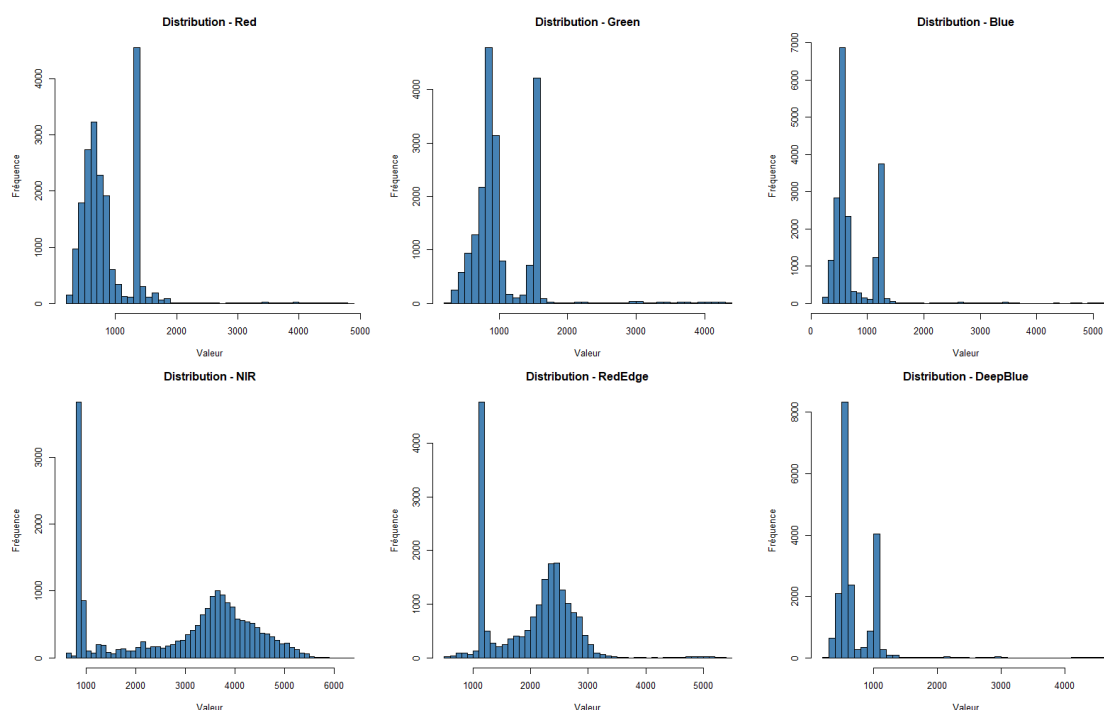 Distribution - Red
Fréquence
0 1000 2000 3000 4000
1000 2000 3000 4000 5000
Valeur
Distribution - Green
Fréquence
0 1000 2000 3000 4000
1000 2000 3000 4000
Valeur
Distribution - Blue
Fréquence
0 1000 2000 3000 4000 5000 6000 7000
0 1000 2000 3000 4000 5000
Valeur
Distribution - NIR
Fréquence
0 1000 2000 3000
1000 2000 3000 4000 5000 6000
Valeur
Distribution - RedEdge
Fréquence
0 1000 2000 3000 4000
1000 2000 3000 4000 5000
Valeur
Distribution - DeepBlue
Fréquence
0 2000 4000 6000 8000
1000 2000 3000 4000
Valeur